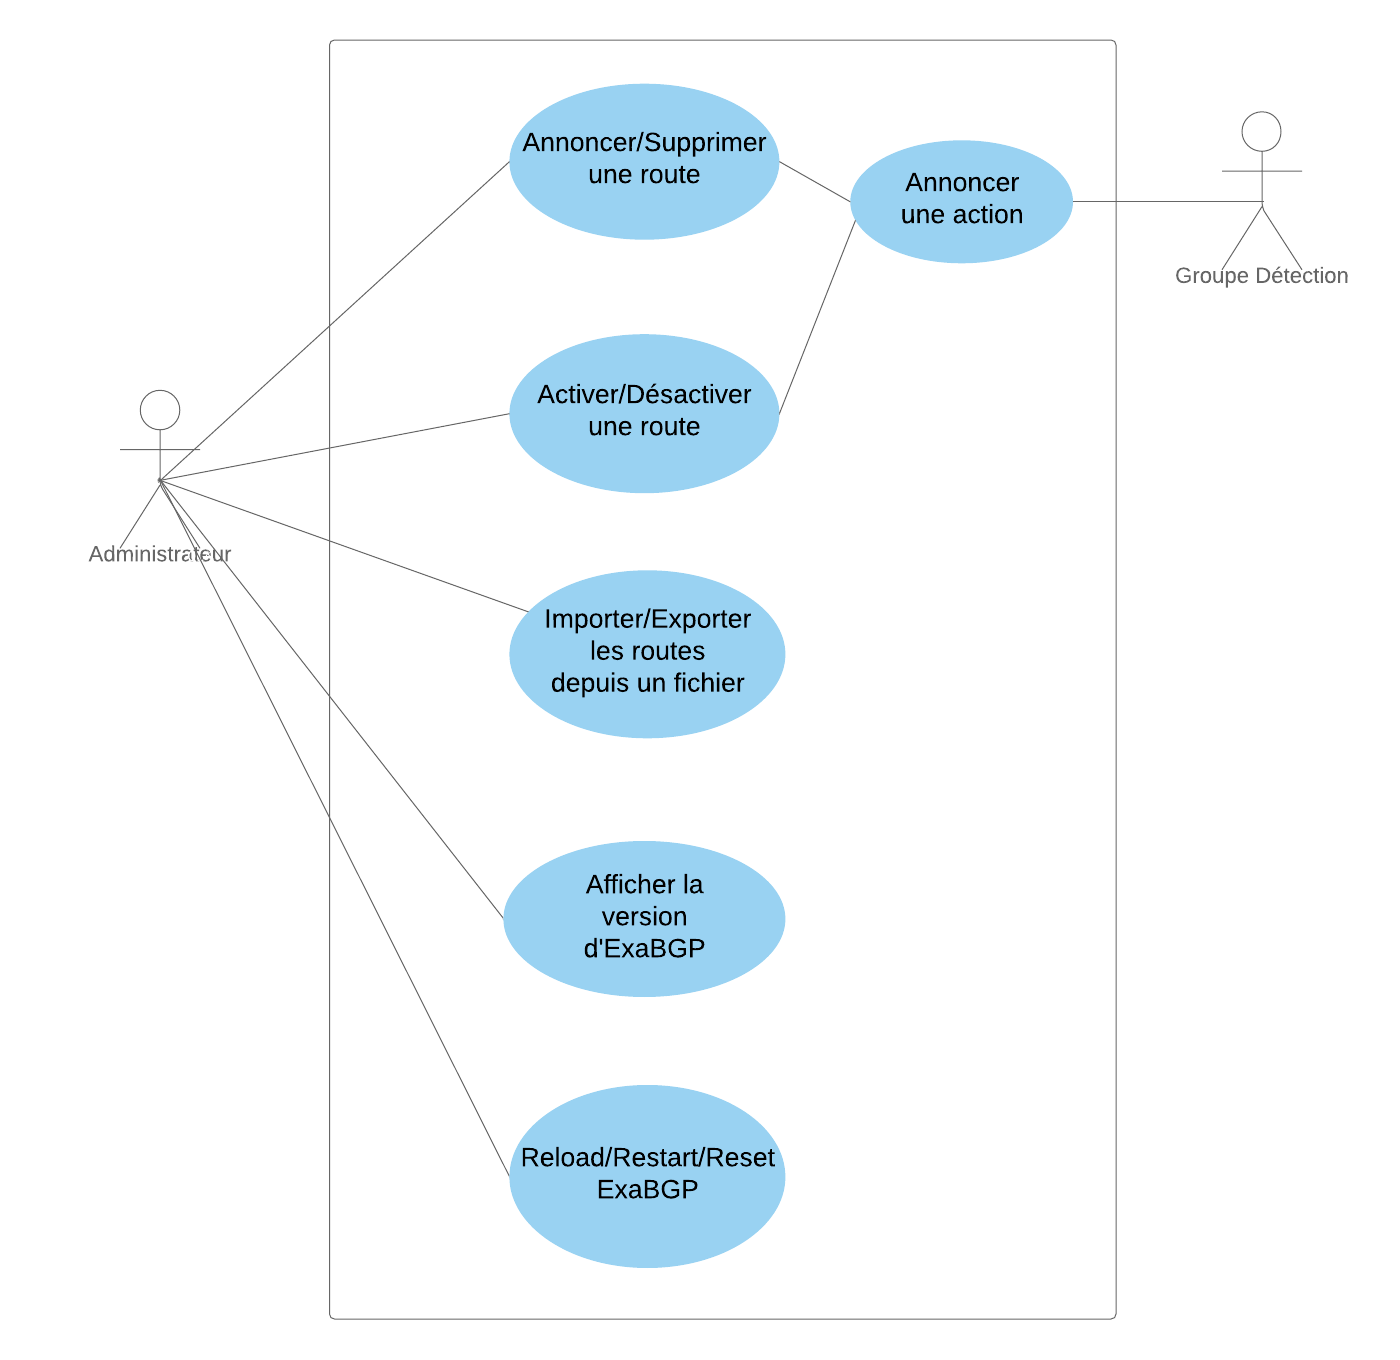 Annoncer/Supprimer
une route
Annoncer
une action
Groupe Détection
Activer/Désactiver
une route
Administrateur
Importer/Exporter
les routes
depuis un fichier
Afficher la
version
d'ExaBGP
Reload/Restart/Reset
ExaBGP